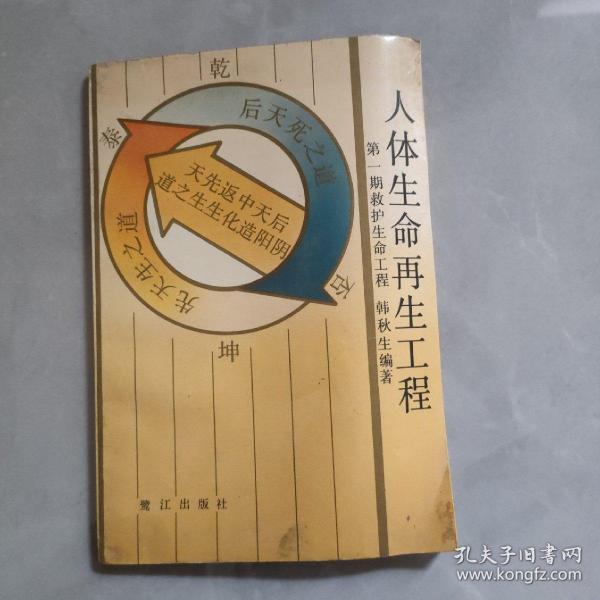 人体生命再生工程
第一期救护生命工程 韩秋生编著
乾
后天死之道
泰
天先返中天后
道之生生化造阳阴
先天生之道
否
坤
鹭江出版社
孔夫子旧书网
www.kongfz.com